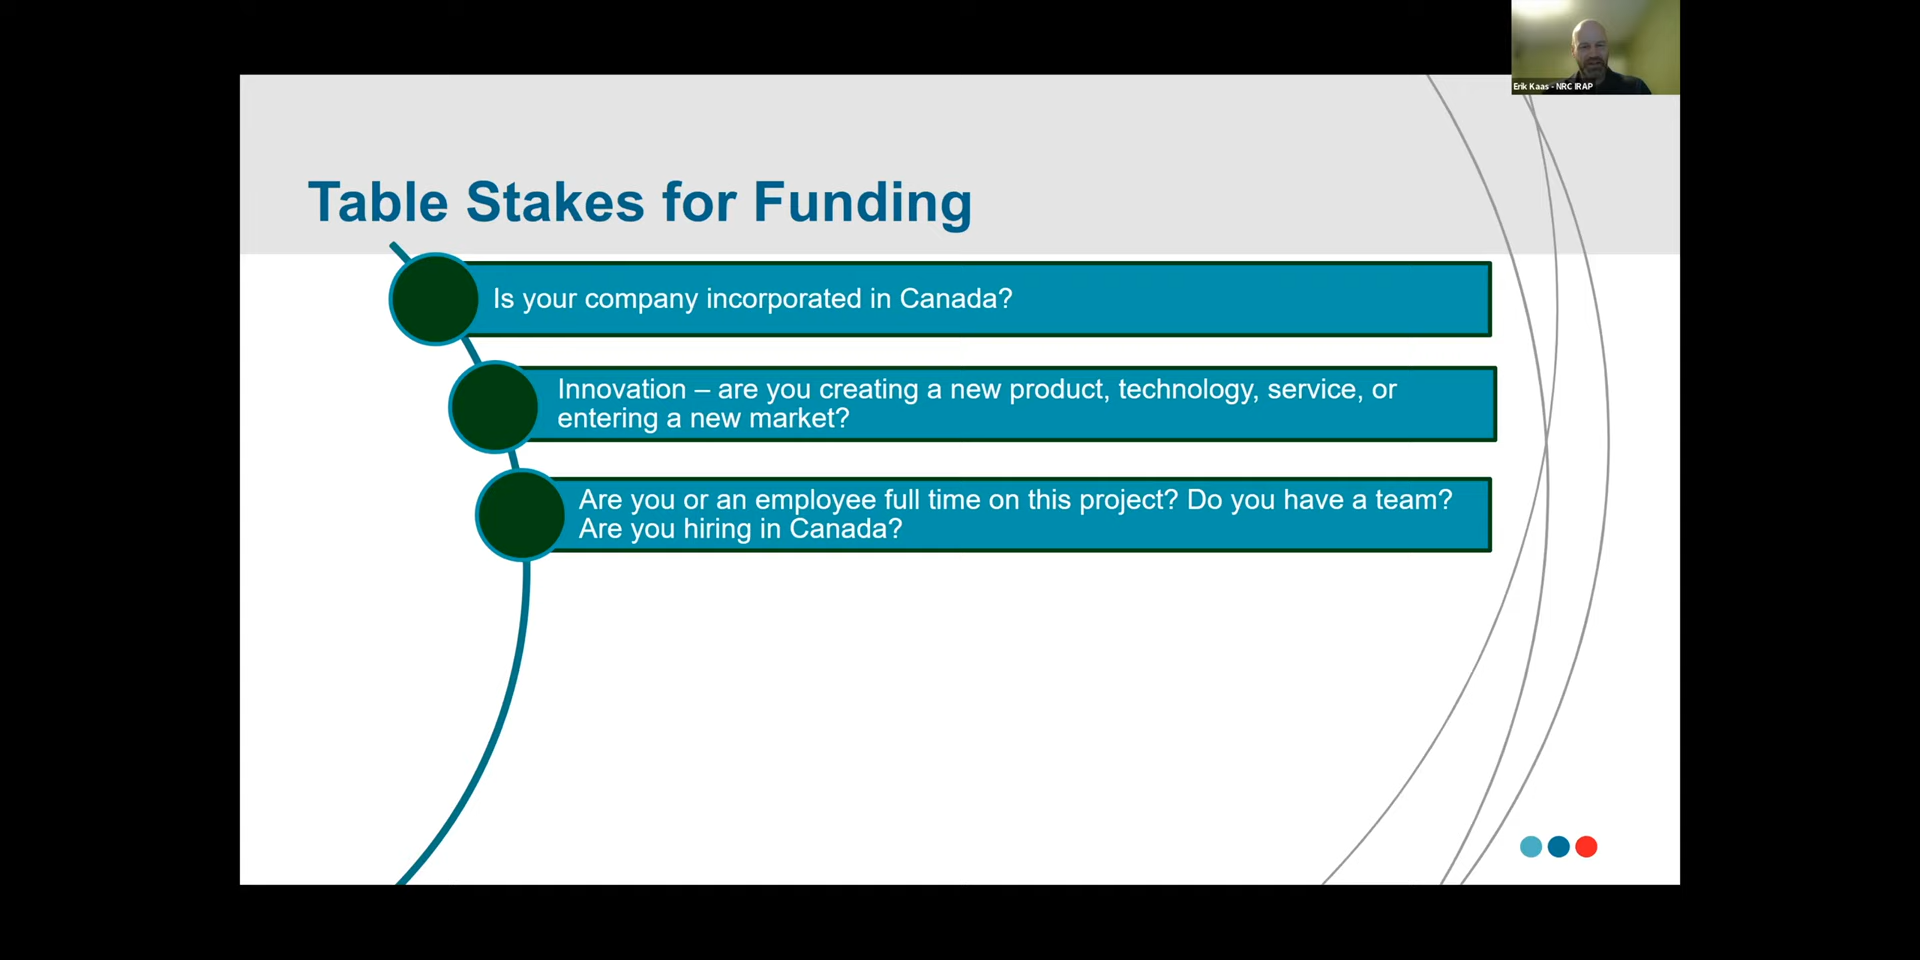 Erik Kaas - NRC IRAP
Table Stakes for Funding
Is your company incorporated in Canada?
Innovation – are you creating a new product, technology, service, or
entering a new market?
Are you or an employee full time on this project? Do you have a team?
Are you hiring in Canada?